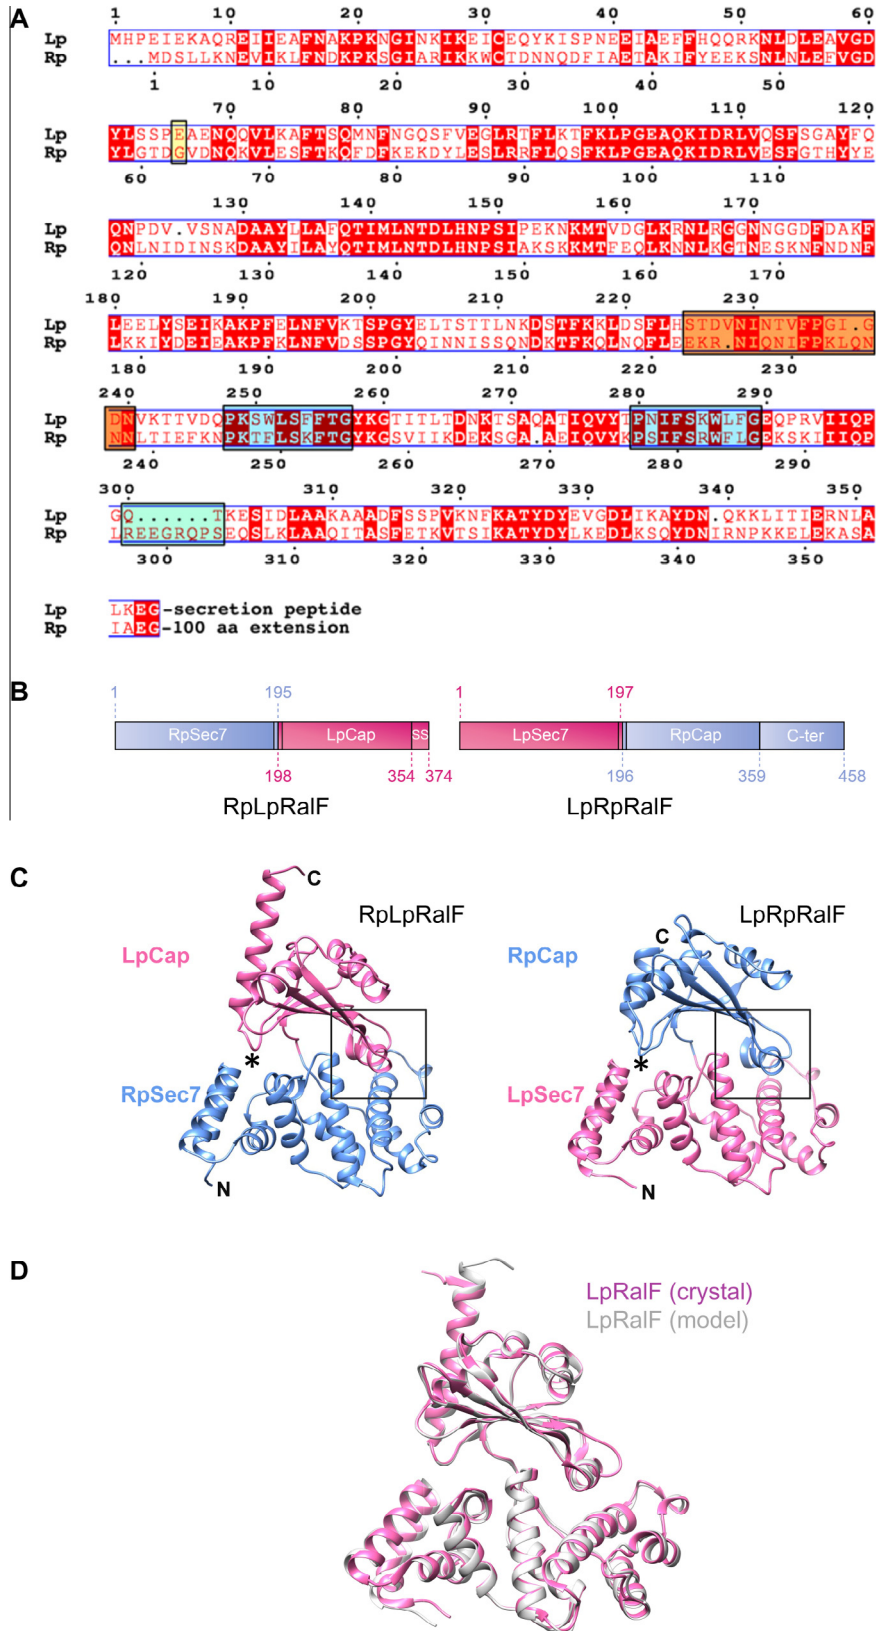 A
1 10 20 30 40 50 60
Lp MHPEIEKAQREIIEAFNAKPKNGINKIKEICEQYKISPNEEIAEFFHQQRKNLDLEAVGD
Rp ...MDSLLKNEVIKLFNDKPKSGIARIKKWCTDNNQDFIAETAKIFYEEKSNLNLEFVGD
1 10 20 30 40 50
70 80 90 100 110 120
Lp YLSSPEAENQQVLKAFTSQMNFNGQSFVEGLRTFLKTFKLPGEAQKIDRLVQSFSGAYFQ
Rp YLGTDGVDNQKVLESFTKQFDFKEKDYLESLRRFLQSFKLPGEAQKIDRLVESFGTHYYE
60 70 80 90 100 110
130 140 150 160 170
Lp QNPDV.VSNADAAYLLAFQTIMLNTDLHNPSIPEKNKMTVDGLKRNLRGGNNGGDFDAKF
Rp QNLNIDINSKDAAYILAYQTIMLNTDLHNPSIAKSKKMTFEQLKNNLKGTNESKNFNDNF
120 130 140 150 160 170
180 190 200 210 220 230
Lp LEELYSEIKAKPFELNFVKTSPGYELTSTTLNKDSTFKKLDSFLHSTDVNINTVFPGI.G
Rp LKKIYDEIEAKPFKLNFVDSSPGYNINNISSQNDKTFKQLNLFLEEKR.NIQNIFPKLQN
180 190 200 210 220 230
240 250 260 270 280 290
Lp DNVKTTVDQPKSWLSFFTGYKGTITLTDNKTSAQATIQVYTPNIFSKWLFGEQPRVIIQP
Rp NNLTIEFKNPKTFLSKFTGYKGSVIIKDEKSGA.AEIQVYKPSIFSRWFLGEKSKIIIQP
240 250 260 270 280 290
300 310 320 330 340 350
Lp GQ......TKESIDLAAKAAADFSSPVKNFKATYDYEVGDLIKAYDN.QKKLITIERNLA
Rp LREEGRQPSEQSLKLAAQITASFETKVTSIKATYDYLKEDLKSQYDNIRNPKKELEKASA
300 310 320 330 340 350
Lp LKEG-secretion peptide
Rp IAEG-100 aa extension
B
1 195 1 197
RpSec7 LpCap SS LpSec7 RpCap C-ter
198 354 374 196 359 458
RpLpRalF LpRpRalF
C
C RpLpRalF LpCap
* RpSec7 N
C LpRpRalF RpCap
* LpSec7 N
D
LpRalF (crystal)
LpRalF (model)